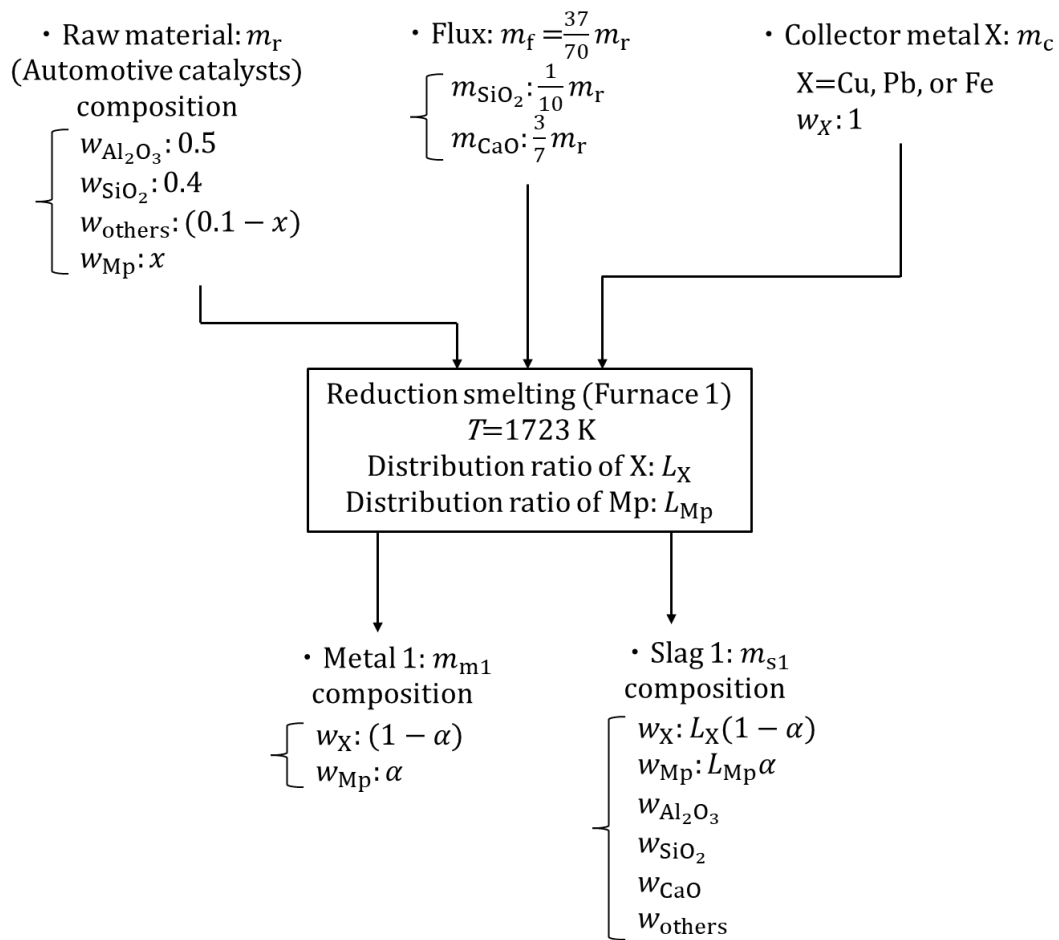 ・Raw material: m_r
(Automotive catalysts)
composition
w_Al₂O₃: 0.5
w_SiO₂: 0.4
w_others: (0.1 − x)
w_Mp: x
・Flux: m_f = 37/70 m_r
m_SiO₂: 1/10 m_r
m_CaO: 3/7 m_r
・Collector metal X: m_c
X=Cu, Pb, or Fe
w_X: 1
Reduction smelting (Furnace 1)
T=1723 K
Distribution ratio of X: L_X
Distribution ratio of Mp: L_Mp
・Metal 1: m_m1
composition
w_X: (1 − α)
w_Mp: α
・Slag 1: m_s1
composition
w_X: L_X(1 − α)
w_Mp: L_Mp α
w_Al₂O₃
w_SiO₂
w_CaO
w_others